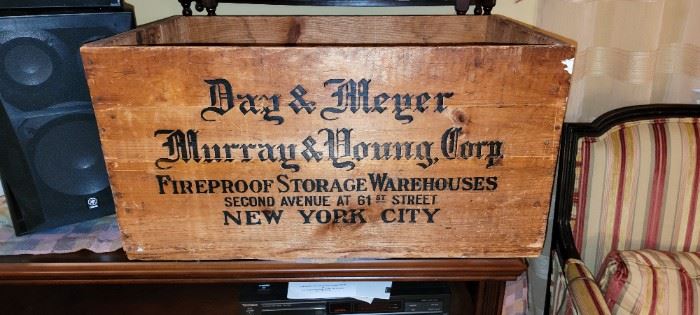 Day & Meyer
Murray & Young, Corp.
FIREPROOF STORAGE WAREHOUSES
SECOND AVENUE AT 61ST STREET
NEW YORK CITY